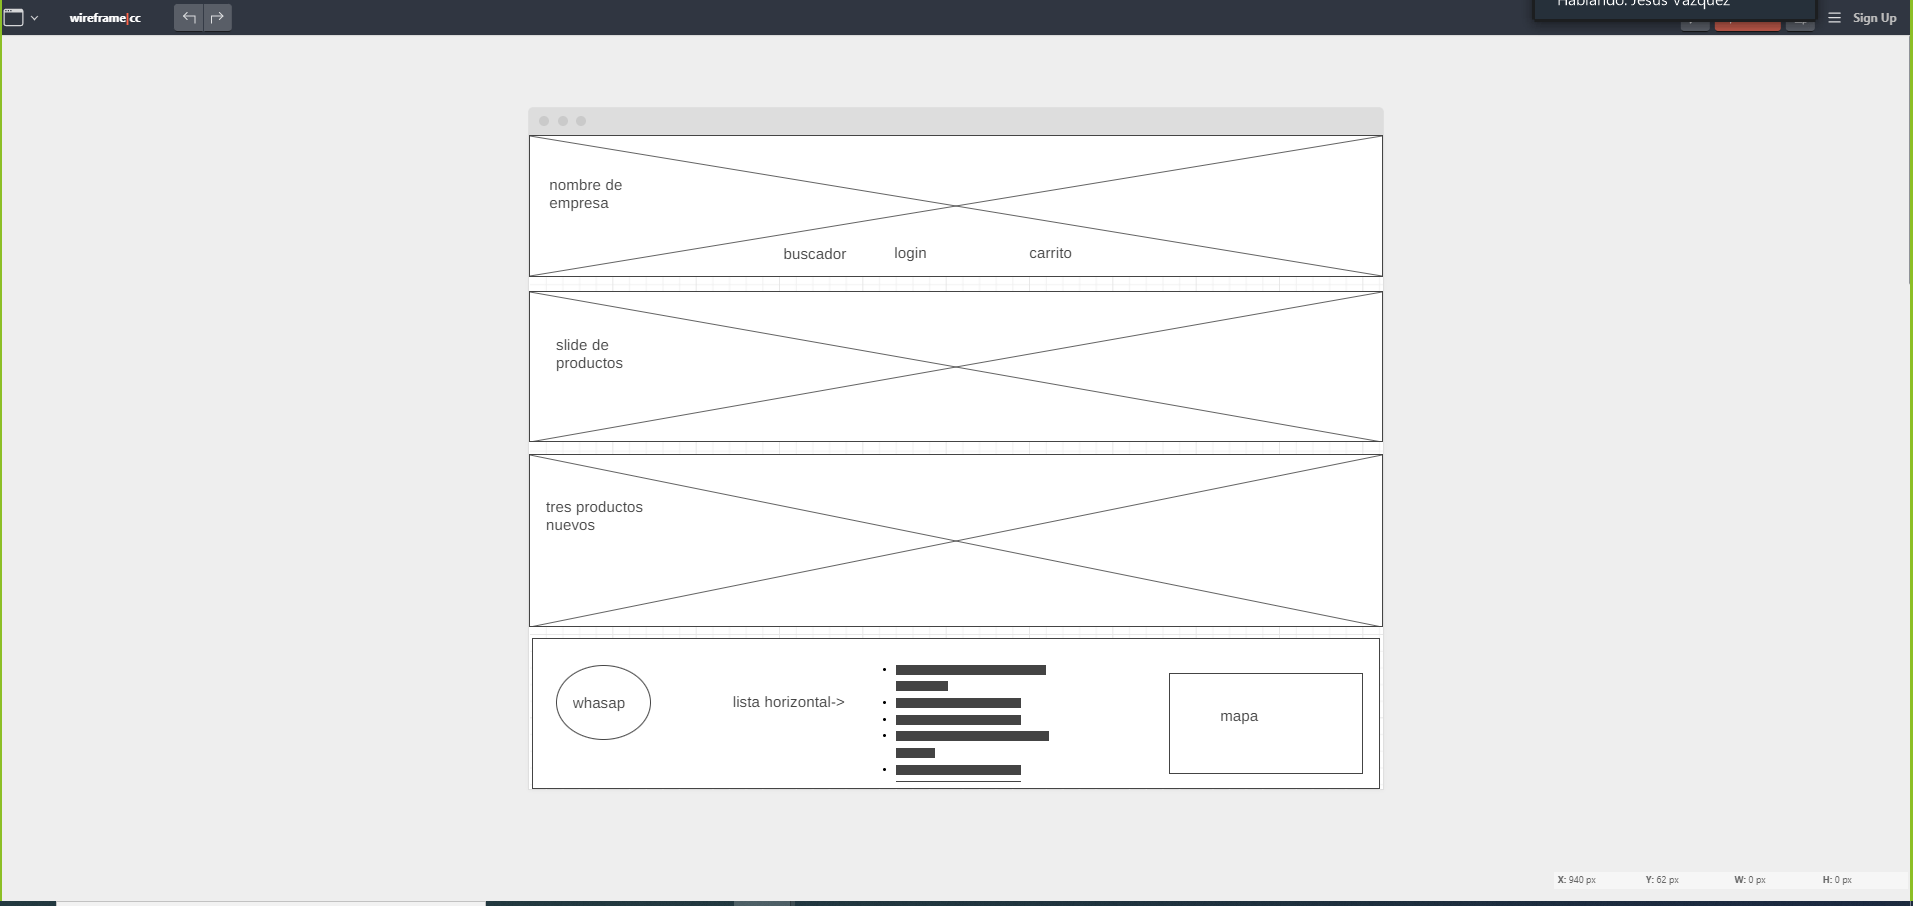 wireframe|cc
Hablando: Jesus Vazquez
Sign Up
nombre de
empresa
buscador
login
carrito
slide de
productos
tres productos
nuevos
whasap
lista horizontal->
mapa
X: 940 px
Y: 62 px
W: 0 px
H: 0 px